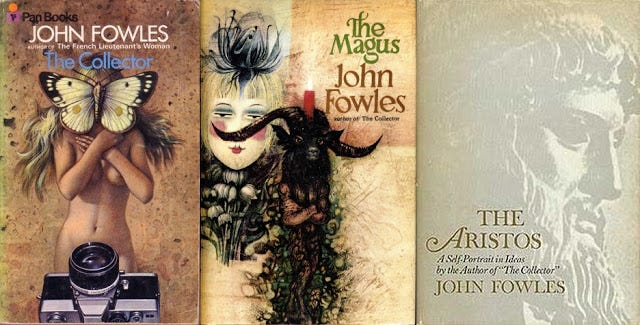 Pan Books
JOHN FOWLES
AUTHOR OF The French Lieutenant's Woman
The Collector
The
Magus
John
Fowles
author of The Collector
THE
ARISTOS
A Self-Portrait in Ideas
by the Author of "The Collector"
JOHN FOWLES